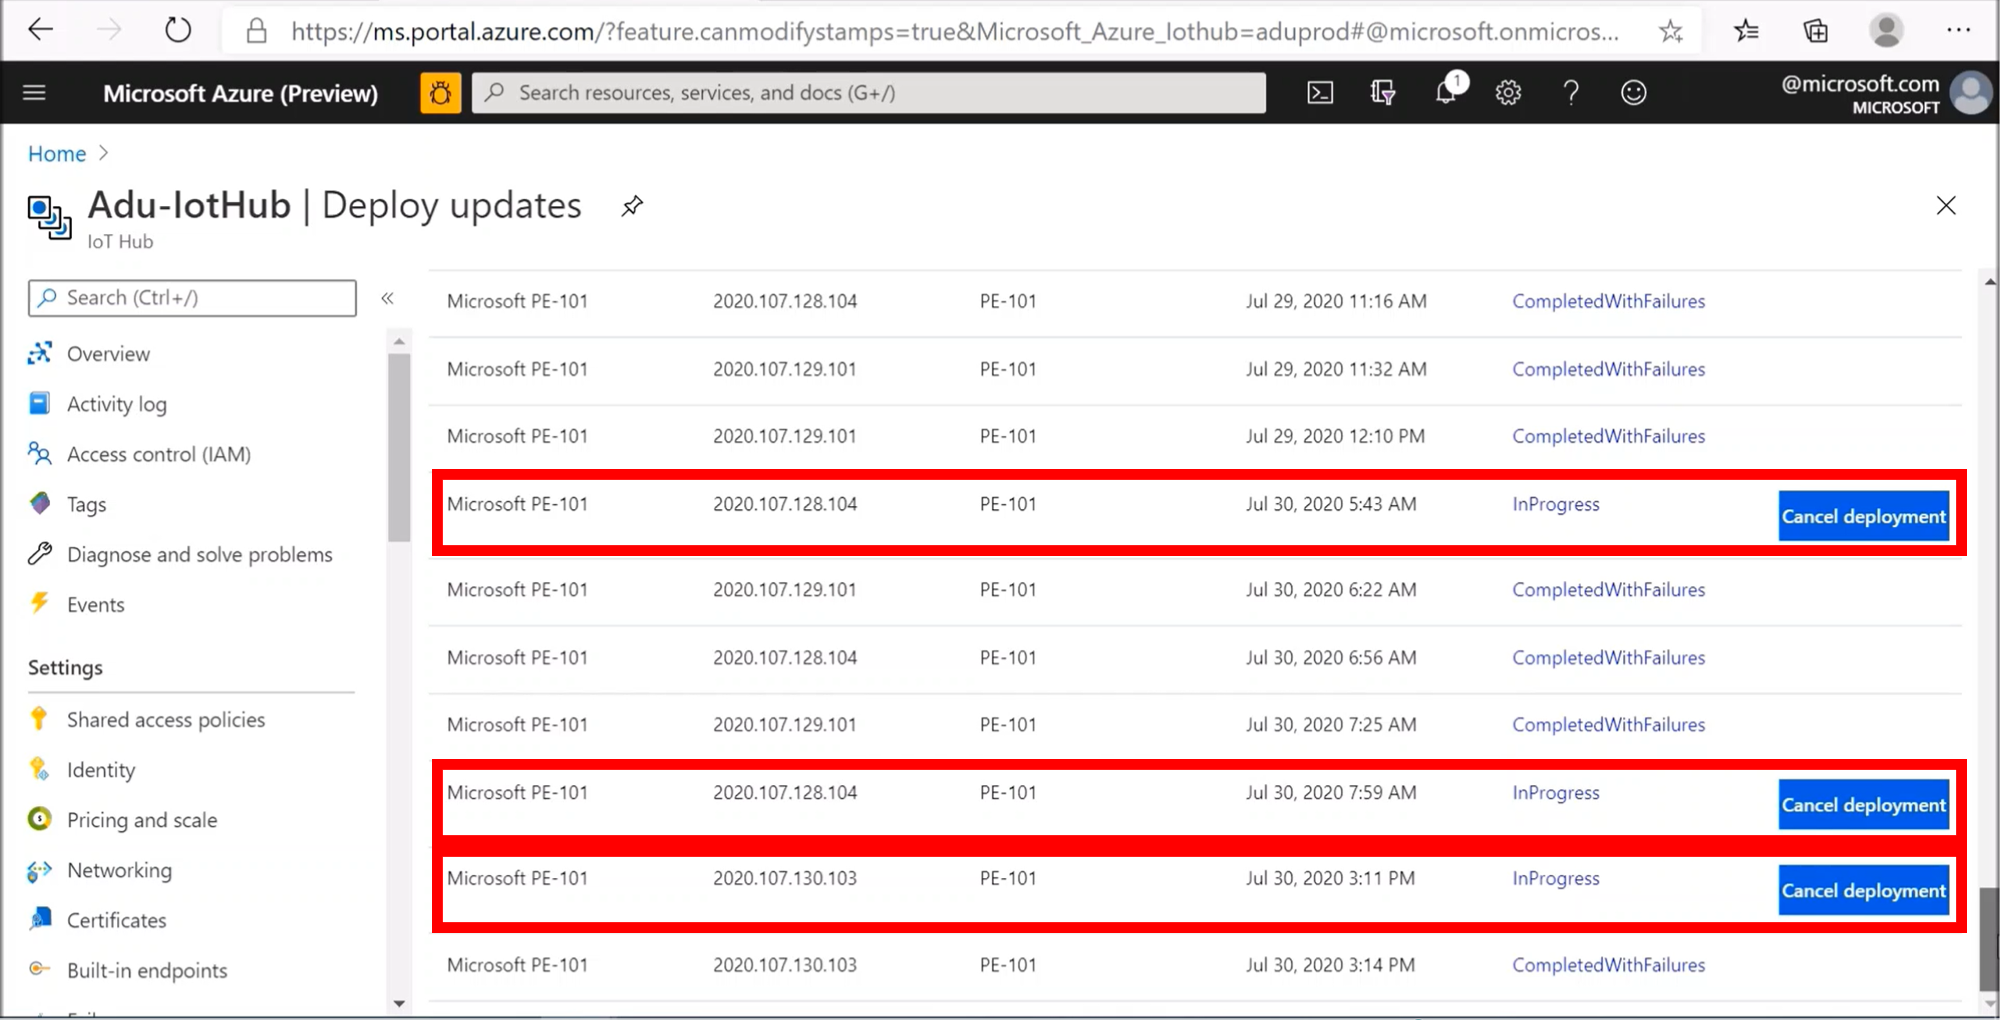 https://ms.portal.azure.com/?feature.canmodifystamps=true&Microsoft_Azure_Iothub=aduprod#@microsoft.onmicros...
Microsoft Azure (Preview)
Search resources, services, and docs (G+/)
1
@microsoft.com
MICROSOFT
Home
Adu-IotHub | Deploy updates
IoT Hub
Search (Ctrl+/)
Overview
Activity log
Access control (IAM)
Tags
Diagnose and solve problems
Events
Settings
Shared access policies
Identity
Pricing and scale
Networking
Certificates
Built-in endpoints
Microsoft PE-101 2020.107.128.104 PE-101 Jul 29, 2020 11:16 AM CompletedWithFailures
Microsoft PE-101 2020.107.129.101 PE-101 Jul 29, 2020 11:32 AM CompletedWithFailures
Microsoft PE-101 2020.107.129.101 PE-101 Jul 29, 2020 12:10 PM CompletedWithFailures
Microsoft PE-101 2020.107.128.104 PE-101 Jul 30, 2020 5:43 AM InProgress Cancel deployment
Microsoft PE-101 2020.107.129.101 PE-101 Jul 30, 2020 6:22 AM CompletedWithFailures
Microsoft PE-101 2020.107.128.104 PE-101 Jul 30, 2020 6:56 AM CompletedWithFailures
Microsoft PE-101 2020.107.129.101 PE-101 Jul 30, 2020 7:25 AM CompletedWithFailures
Microsoft PE-101 2020.107.128.104 PE-101 Jul 30, 2020 7:59 AM InProgress Cancel deployment
Microsoft PE-101 2020.107.130.103 PE-101 Jul 30, 2020 3:11 PM InProgress Cancel deployment
Microsoft PE-101 2020.107.130.103 PE-101 Jul 30, 2020 3:14 PM CompletedWithFailures